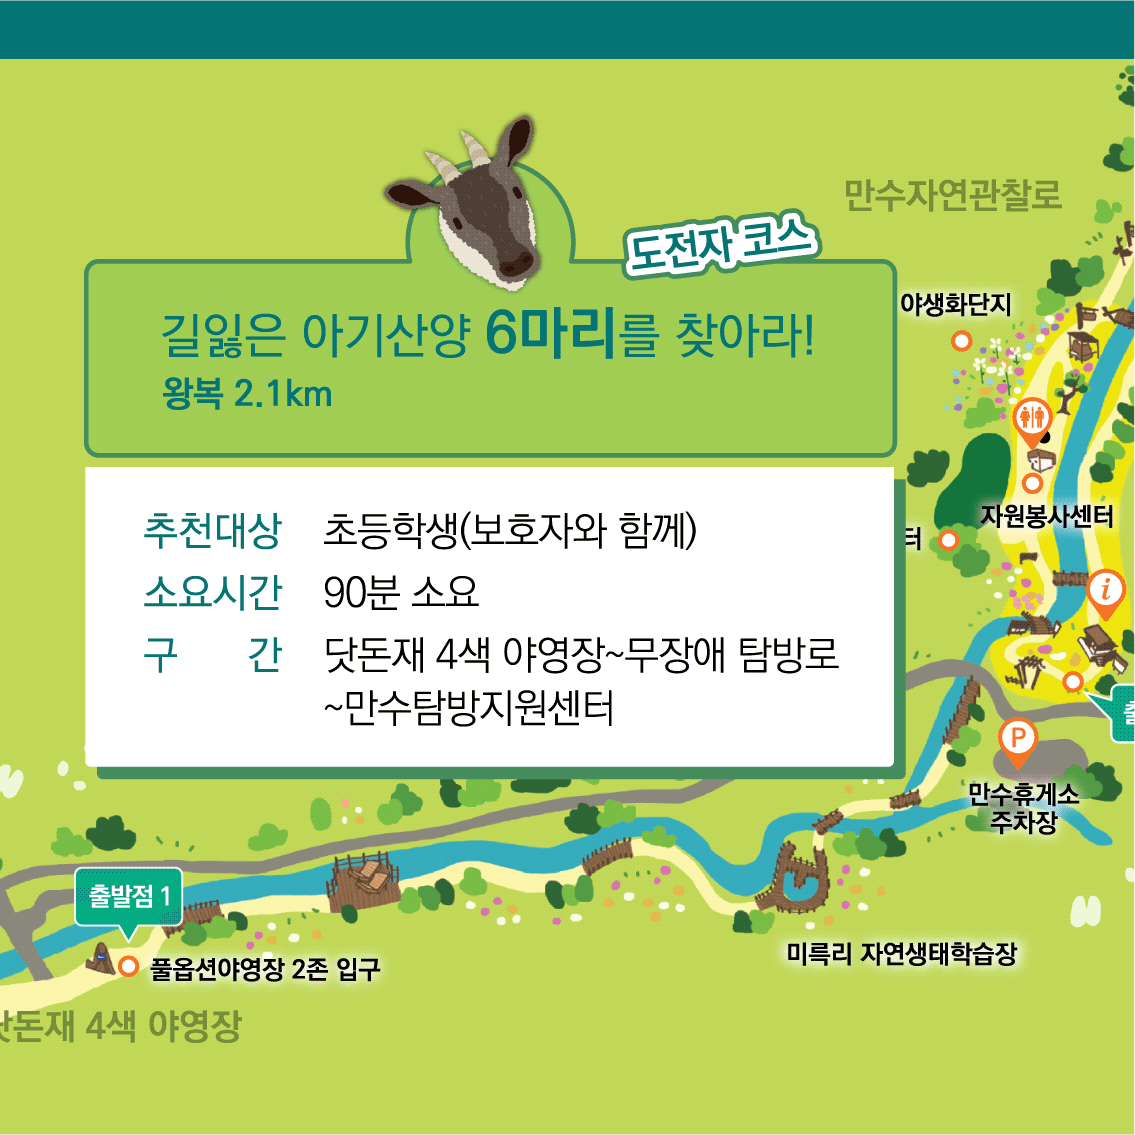 만수자연관찰로
도전자 코스
야생화단지
길잃은 아기산양 6마리를 찾아라!
왕복 2.1km
추천대상 초등학생(보호자와 함께)
자원봉사센터
터
소요시간 90분 소요
i
구 간 닷돈재 4색 야영장~무장애 탐방로
~만수탐방지원센터
출
P
만수휴게소
주차장
출발점 1
미륵리 자연생태학습장
풀옵션야영장 2존 입구
닷돈재 4색 야영장